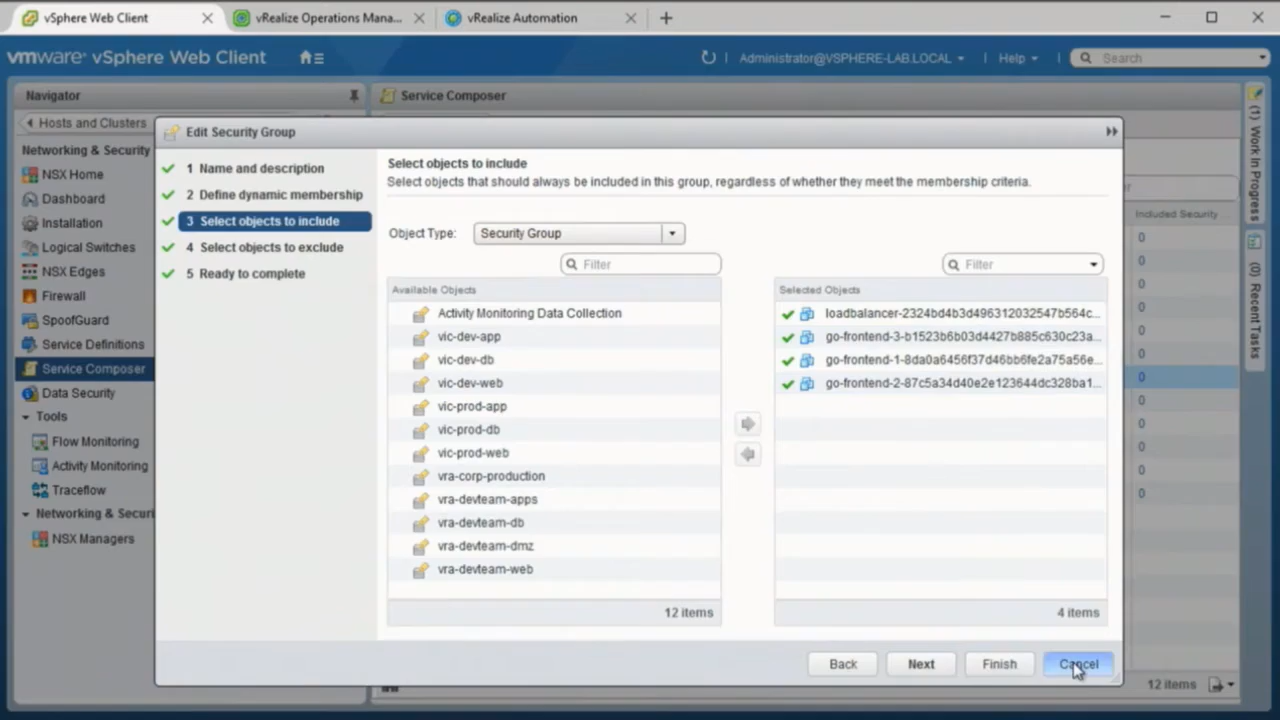 vSphere Web Client
vRealize Operations Mana...
vRealize Automation
vmware® vSphere Web Client
Administrator@VSPHERE-LAB.LOCAL
Help
Search
Navigator
Service Composer
Hosts and Clusters
Networking & Security
NSX Home
Dashboard
Installation
Logical Switches
NSX Edges
Firewall
SpoofGuard
Service Definitions
Service Composer
Data Security
Tools
Flow Monitoring
Activity Monitoring
Traceflow
Networking & Securi
NSX Managers
Edit Security Group
1 Name and description
2 Define dynamic membership
3 Select objects to include
4 Select objects to exclude
5 Ready to complete
Select objects to include
Select objects that should always be included in this group, regardless of whether they meet the membership criteria.
Object Type:
Security Group
Filter
Available Objects
Activity Monitoring Data Collection
vic-dev-app
vic-dev-db
vic-dev-web
vic-prod-app
vic-prod-db
vic-prod-web
vra-corp-production
vra-devteam-apps
vra-devteam-db
vra-devteam-dmz
vra-devteam-web
12 items
Filter
Selected Objects
loadbalancer-2324bd4b3d496312032547b564c...
go-frontend-3-b1523b6b03d4427b885c630c23a...
go-frontend-1-8da0a6456f37d46bb6fe2a75a56e...
go-frontend-2-87c5a34d40e2e123644dc328ba1...
4 items
Back
Next
Finish
Cancel
Included Security
0
0
0
0
0
0
0
0
0
0
0
0
12 items
(1) Work In Progress
(0) Recent Tasks